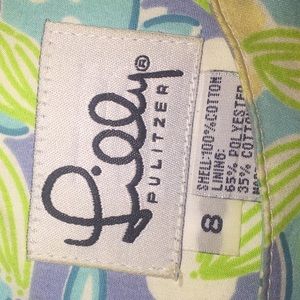 Lilly®
PULITZER
SHELL:100%COTTON
LINING:
65% POLYESTER
35% COTTON
8